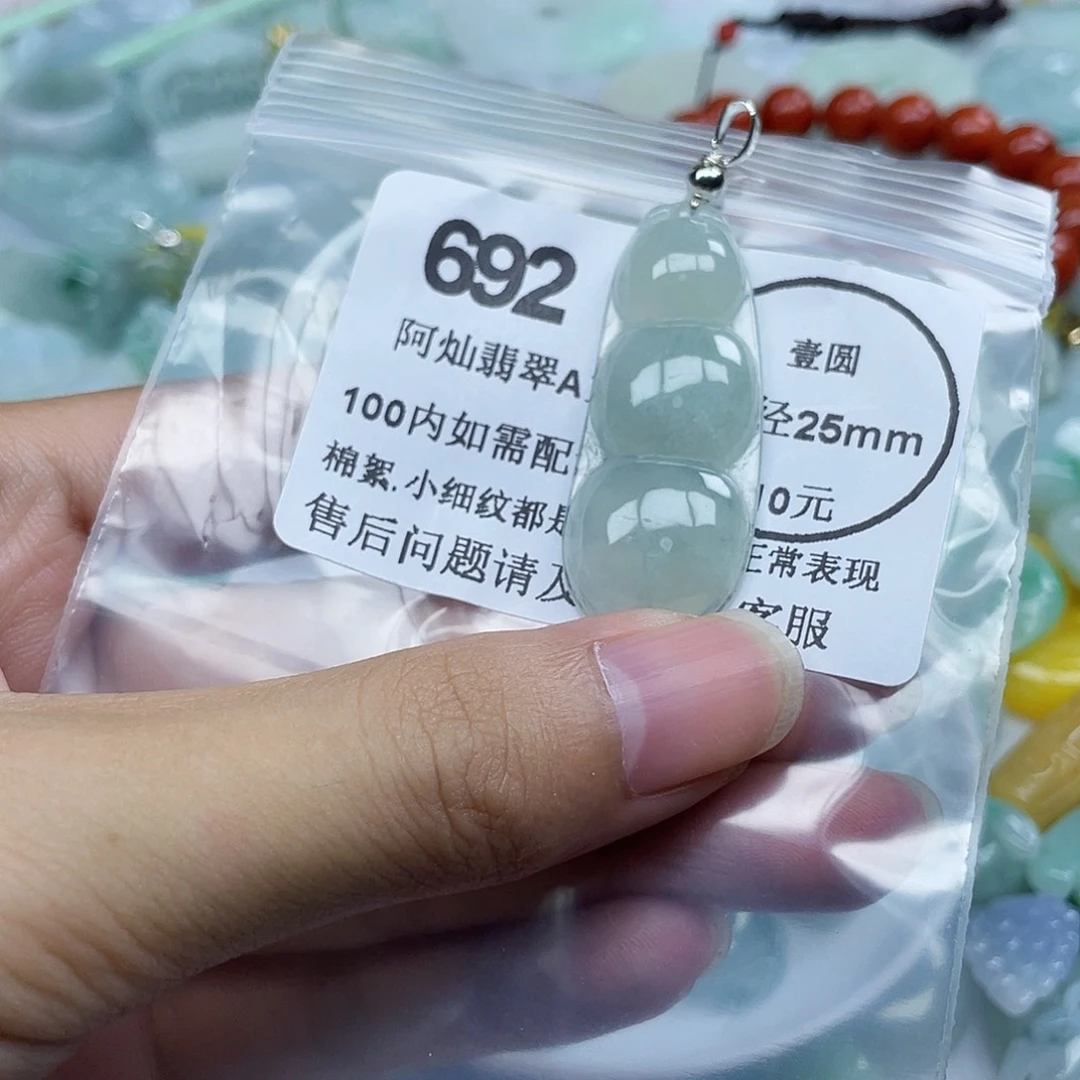 692
阿灿翡翠A 壹圆
100内如需配 径25mm
棉絮.小细纹都是 10元
售后问题请及 正常表现
客服